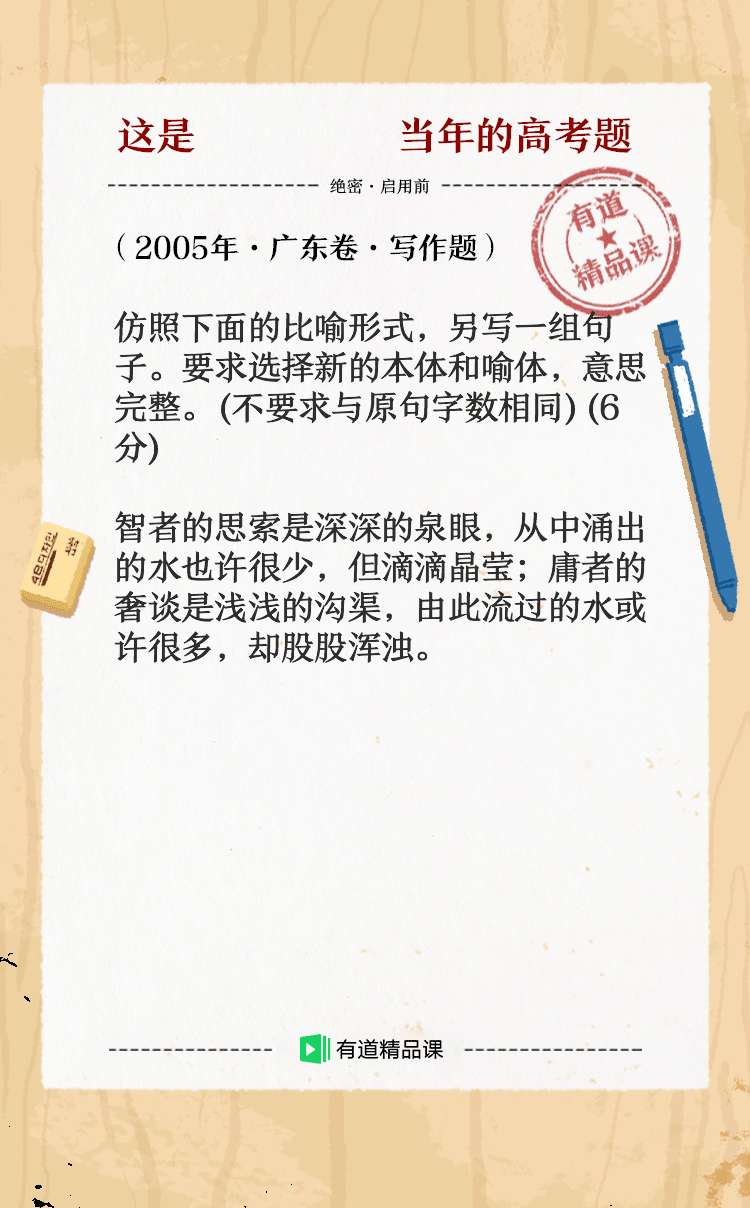 这是 当年的高考题
绝密·启用前
有道
精品课
（2005年·广东卷·写作题）
仿照下面的比喻形式，另写一组句
子。要求选择新的本体和喻体，意思
完整。(不要求与原句字数相同) (6
分)
智者的思索是深深的泉眼，从中涌出
的水也许很少，但滴滴晶莹；庸者的
奢谈是浅浅的沟渠，由此流过的水或
许很多，却股股浑浊。
有道精品课